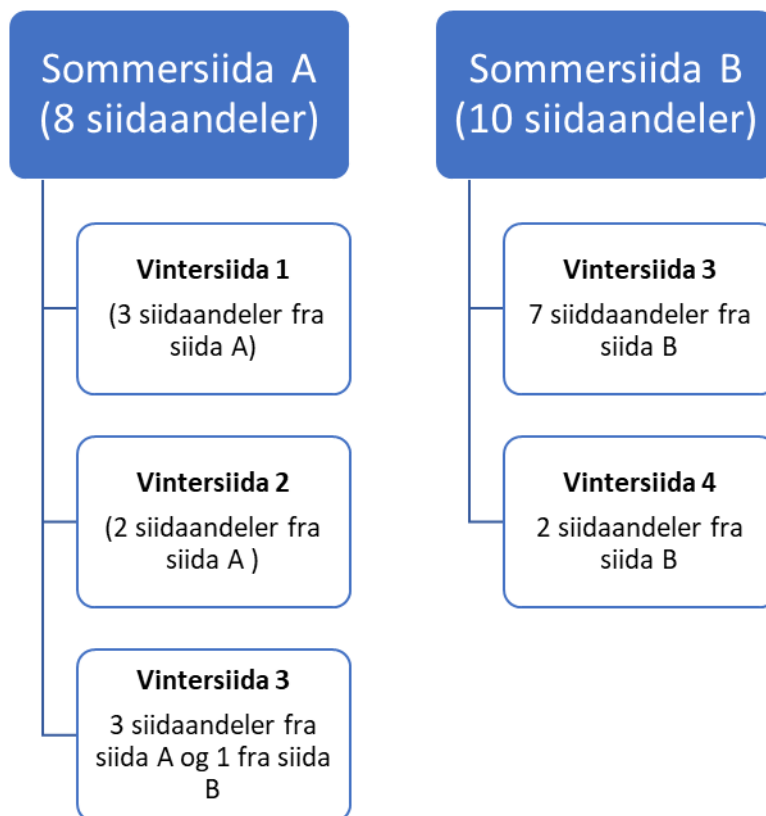 Sommersiida A
(8 siidaandeler)
Vintersiida 1
(3 siidaandeler fra
siida A)
Vintersiida 2
(2 siidaandeler fra
siida A )
Vintersiida 3
3 siidaandeler fra
siida A og 1 fra siida
B
Sommersiida B
(10 siidaandeler)
Vintersiida 3
7 siiddaandeler fra
siida B
Vintersiida 4
2 siidaandeler fra
siida B